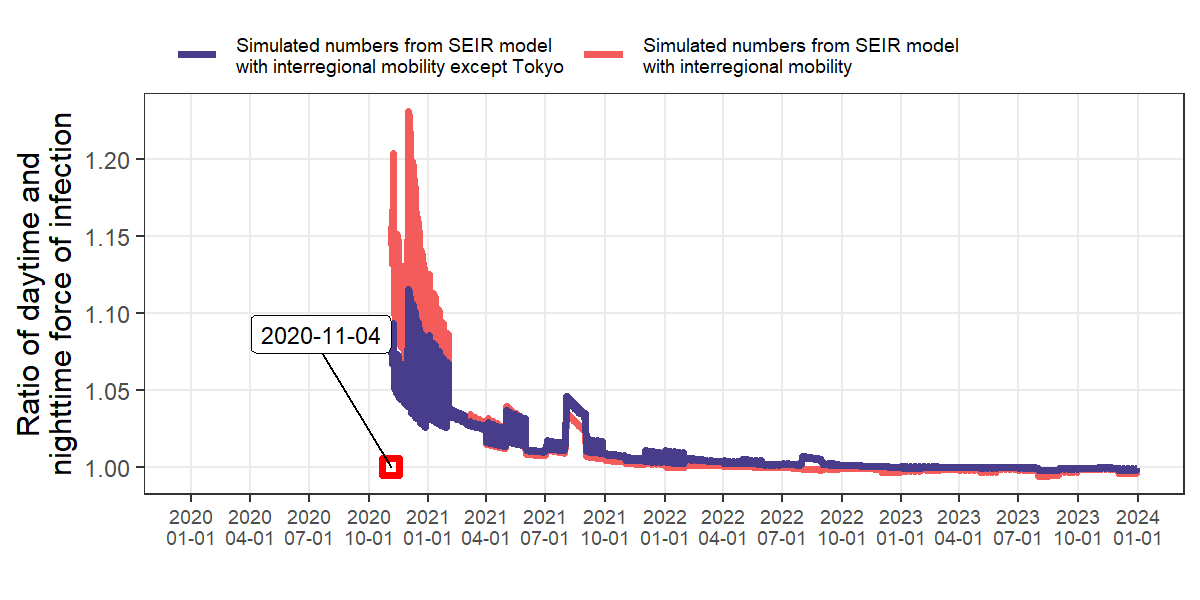 Simulated numbers from SEIR model
with interregional mobility except Tokyo
Simulated numbers from SEIR model
with interregional mobility
Ratio of daytime and
nighttime force of infection
1.20
1.15
1.10
1.05
1.00
2020-11-04
2020 2020 2020 2020 2021 2021 2021 2021 2022 2022 2022 2022 2023 2023 2023 2023 2024
01-01 04-01 07-01 10-01 01-01 04-01 07-01 10-01 01-01 04-01 07-01 10-01 01-01 04-01 07-01 10-01 01-01